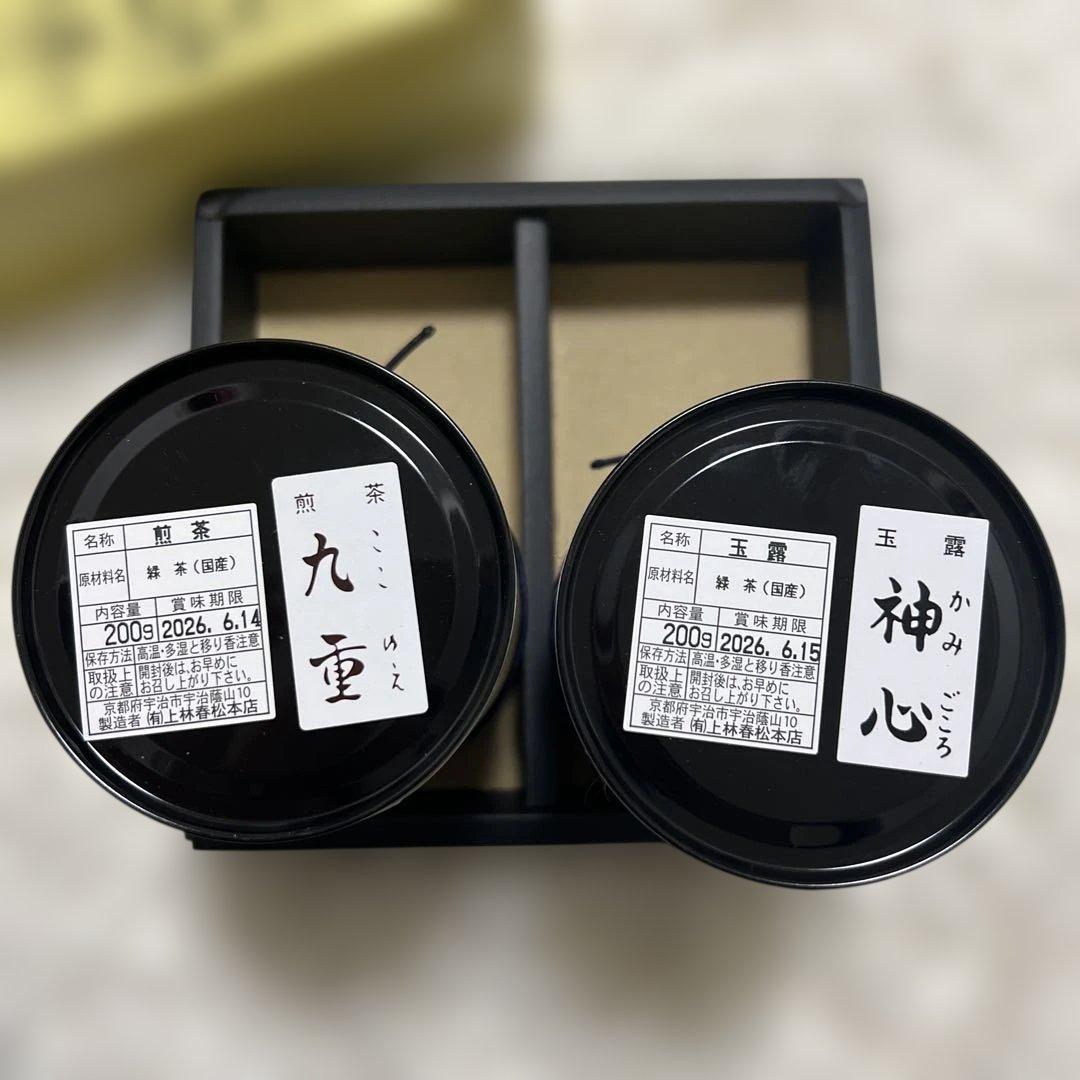 名称 煎茶
原材料名 緑茶（国産）
内容量 賞味期限
200g 2026. 6.14
保存方法 高温・多湿と移り香注意
取扱上の注意 開封後は、お早めにお召し上がり下さい。
京都府宇治市宇治蔭山10
製造者 (有)上林春松本店
煎茶
九重
こゝのへ
名称 玉露
原材料名 緑茶（国産）
内容量 賞味期限
200g 2026. 6.15
保存方法 高温・多湿と移り香注意
取扱上の注意 開封後は、お早めにお召し上がり下さい。
京都府宇治市宇治蔭山10
製造者 (有)上林春松本店
玉露
神心
かみごころ